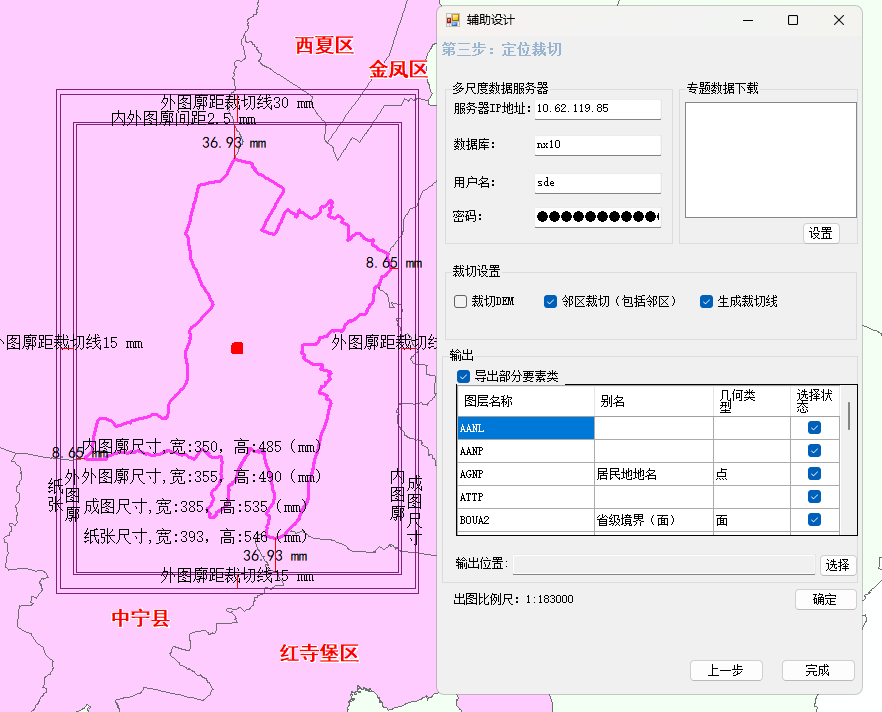 西夏区
金凤区
外图廓距裁切线30 mm
内外图廓间距2.5 mm
36.93 mm
8.65 mm
外图廓距裁切线15 mm
外图廓距裁切线
8.65 mm
内图廓尺寸,宽:350, 高:485 (mm)
外外图廓尺寸,宽:355, 高:490 (mm)
成图尺寸,宽:385, 高:535 (mm)
纸张尺寸,宽:393, 高:546 (mm)
纸张
图廓
内图廓
成图尺寸
36.93 mm
外图廓距裁切线15 mm
中宁县
红寺堡区
辅助设计
第三步：定位裁切
多尺度数据服务器
服务器IP地址: 10.62.119.85
数据库: nx10
用户名: sde
密码:
专题数据下载
设置
裁切设置
裁切DEM 邻区裁切（包括邻区） 生成裁切线
输出
导出部分要素类
图层名称 别名 几何类型 选择状态
AANL
AANP
AGNP 居民地地名 点
ATTP
BOUA2 省级境界（面） 面
输出位置: 选择
出图比例尺: 1:183000 确定
上一步 完成